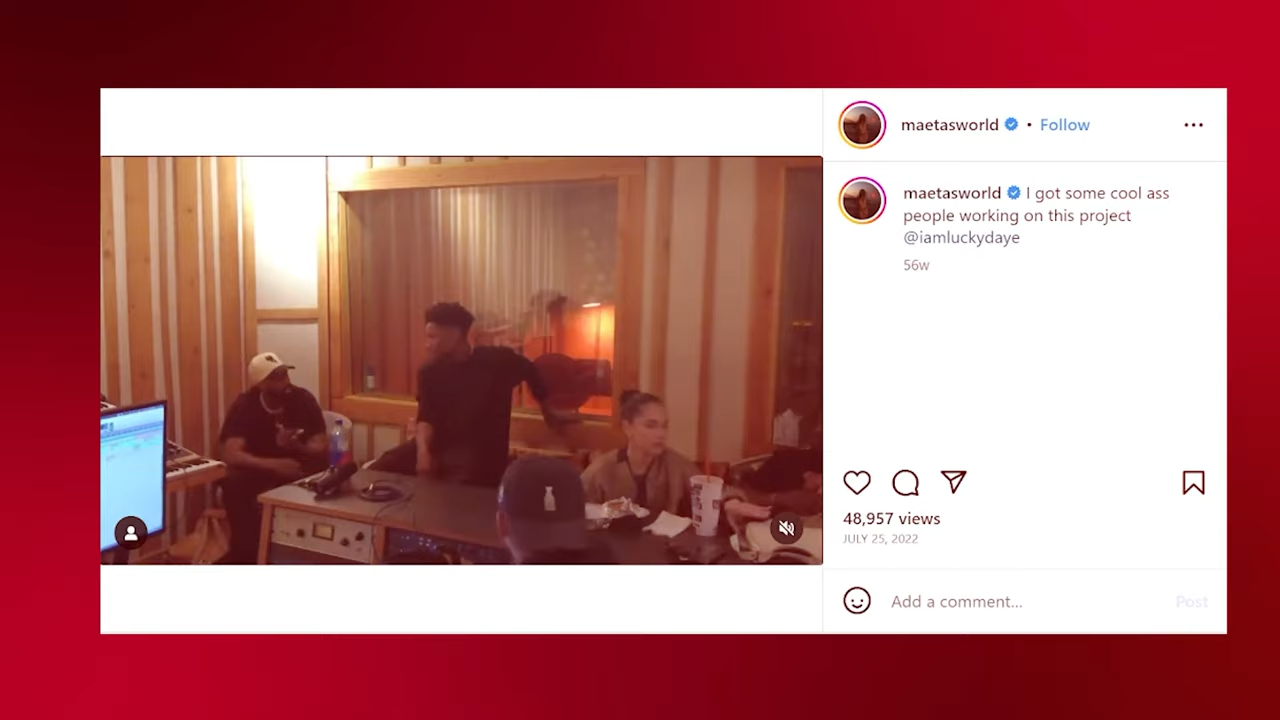 maetasworld • Follow
maetasworld I got some cool ass
people working on this project
@iamluckydaye
56w
48,957 views
JULY 25, 2022
Add a comment...
Post